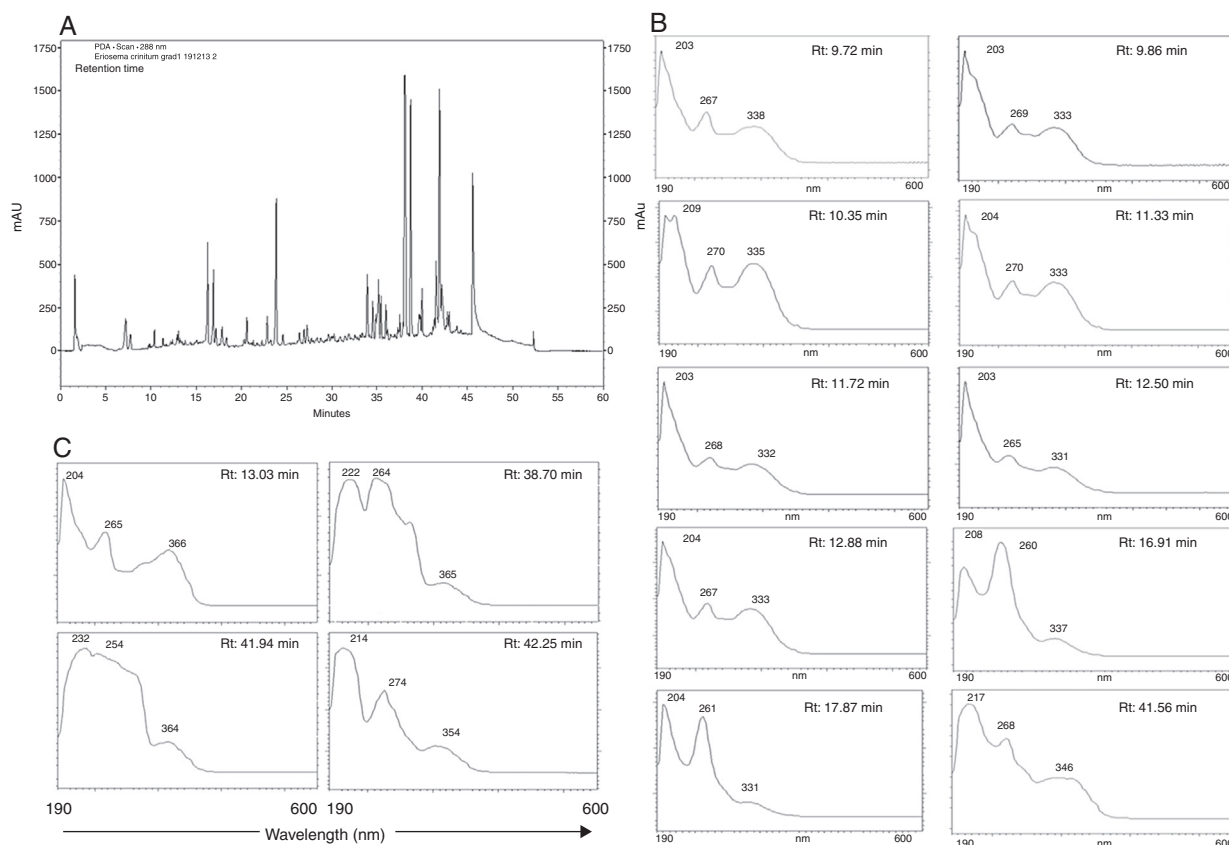 A
PDA • Scan • 288 nm
Eriosema crinitum grad1 191213 2
Retention time
1750 1750
1500 1500
1250 1250
1000 1000
750 750
500 500
250 250
0 0
mAU
mAu
0 5 10 15 20 25 30 35 40 45 50 55 60
Minutes
B
Rt: 9.72 min
203
267
338
190 nm 600
Rt: 9.86 min
203
269
333
190 nm 600
Rt: 10.35 min
209
270
335
190 nm 600
Rt: 11.33 min
204
270
333
190 nm 600
Rt: 11.72 min
203
268
332
190 nm 600
Rt: 12.50 min
203
265
331
190 nm 600
Rt: 12.88 min
204
267
333
190 nm 600
Rt: 16.91 min
208
260
337
190 nm 600
Rt: 17.87 min
204
261
331
190 nm 600
Rt: 41.56 min
217
268
346
190 nm 600
C
Rt: 13.03 min
204
265
366
Rt: 38.70 min
222 264
365
Rt: 41.94 min
232
254
364
Rt: 42.25 min
214
274
354
190 600 190 600
Wavelength (nm)